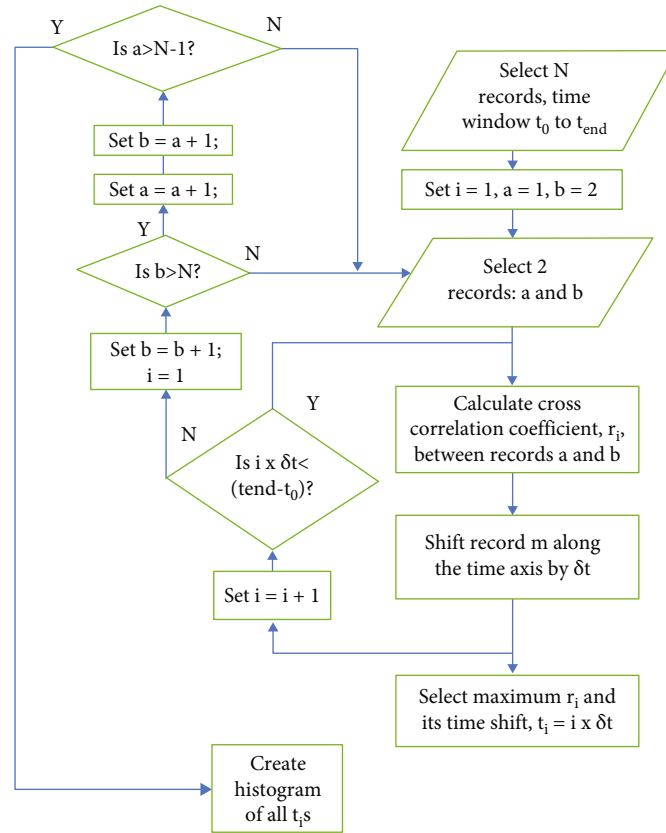 Select N
records, time
window t₀ to t_end
Set i = 1, a = 1, b = 2
Select 2
records: a and b
Calculate cross
correlation coefficient, rᵢ,
between records a and b
Shift record m along
the time axis by δt
Select maximum rᵢ and
its time shift, tᵢ = i x δt
Set i = i + 1
Is i x δt<
(tend-t₀)?
Y
N
Set b = b + 1;
i = 1
Is b>N?
Y
N
Set a = a + 1;
Set b = a + 1;
Is a>N-1?
Y
N
Create
histogram
of all tᵢs